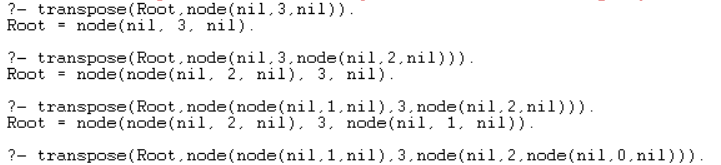 ?- transpose(Root,node(nil,3,nil)).
Root = node(nil, 3, nil).
?- transpose(Root,node(nil,3,node(nil,2,nil))).
Root = node(node(nil, 2, nil), 3, nil).
?- transpose(Root,node(node(nil,1,nil),3,node(nil,2,nil))).
Root = node(node(nil, 2, nil), 3, node(nil, 1, nil)).
?- transpose(Root,node(node(nil,1,nil),3,node(nil,2,node(nil,0,nil))).